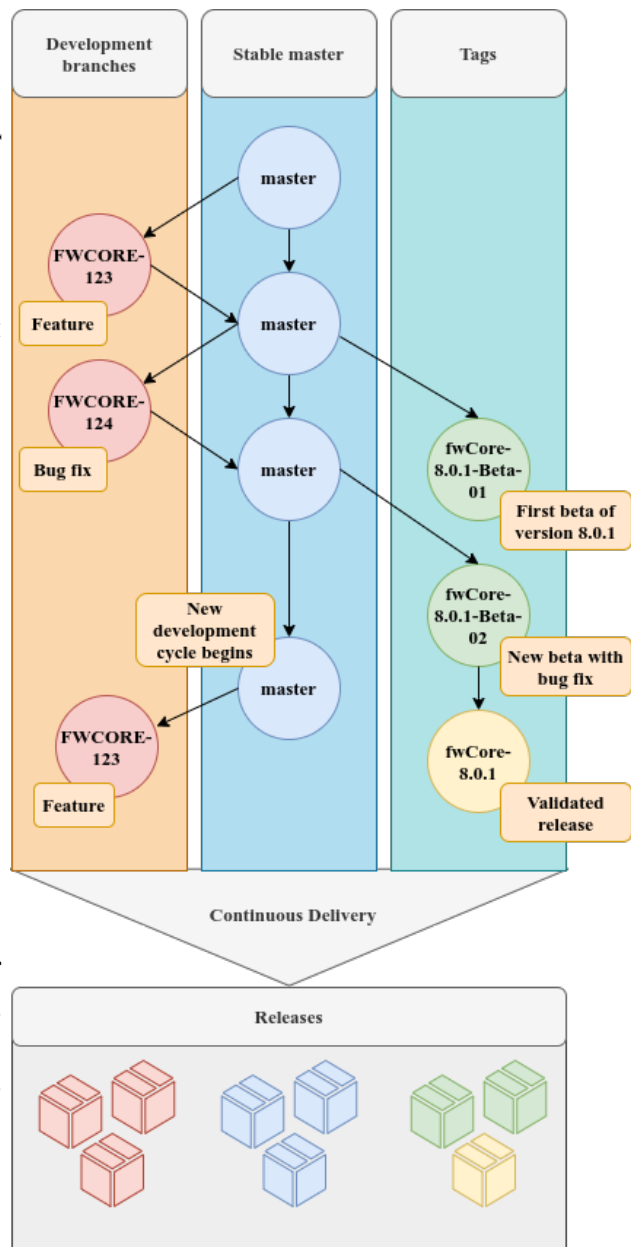 Development
branches
Stable master
Tags
master
FWCORE-
123
Feature
master
FWCORE-
124
Bug fix
fwCore-
8.0.1-Beta-
01
master
First beta of
version 8.0.1
fwCore-
8.0.1-Beta-
02
New
development
cycle begins
New beta with
bug fix
master
FWCORE-
123
Feature
fwCore-
8.0.1
Validated
release
Continuous Delivery
Releases